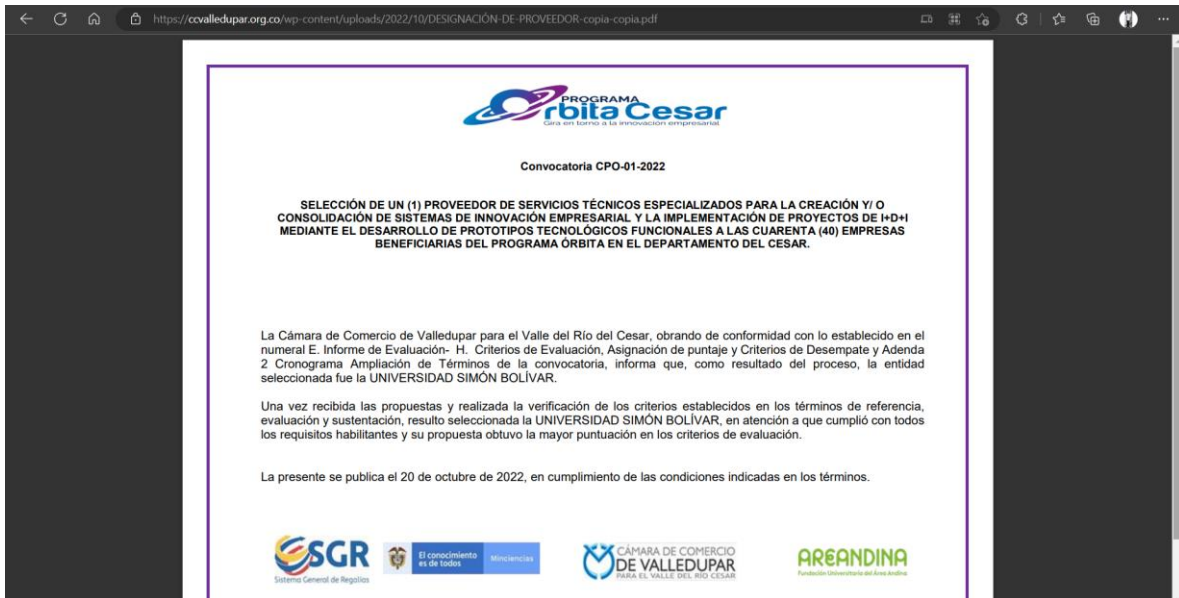 https://ccvalledupar.org.co/wp-content/uploads/2022/10/DESIGNACIÓN-DE-PROVEEDOR-copia-copia.pdf
PROGRAMA
Órbita Cesar
Gira en torno a la innovación empresarial
Convocatoria CPO-01-2022
SELECCIÓN DE UN (1) PROVEEDOR DE SERVICIOS TÉCNICOS ESPECIALIZADOS PARA LA CREACIÓN Y/ O
CONSOLIDACIÓN DE SISTEMAS DE INNOVACIÓN EMPRESARIAL Y LA IMPLEMENTACIÓN DE PROYECTOS DE I+D+I
MEDIANTE EL DESARROLLO DE PROTOTIPOS TECNOLÓGICOS FUNCIONALES A LAS CUARENTA (40) EMPRESAS
BENEFICIARIAS DEL PROGRAMA ÓRBITA EN EL DEPARTAMENTO DEL CESAR.
La Cámara de Comercio de Valledupar para el Valle del Río del Cesar, obrando de conformidad con lo establecido en el
numeral E. Informe de Evaluación- H. Criterios de Evaluación, Asignación de puntaje y Criterios de Desempate y Adenda
2 Cronograma Ampliación de Términos de la convocatoria, informa que, como resultado del proceso, la entidad
seleccionada fue la UNIVERSIDAD SIMÓN BOLÍVAR.
Una vez recibida las propuestas y realizada la verificación de los criterios establecidos en los términos de referencia,
evaluación y sustentación, resulto seleccionada la UNIVERSIDAD SIMÓN BOLÍVAR, en atención a que cumplió con todos
los requisitos habilitantes y su propuesta obtuvo la mayor puntuación en los criterios de evaluación.
La presente se publica el 20 de octubre de 2022, en cumplimiento de las condiciones indicadas en los términos.
SGR
Sistema General de Regalías
El conocimiento
es de todos
Minciencias
CÁMARA DE COMERCIO
DE VALLEDUPAR
PARA EL VALLE DEL RÍO CESAR
AREANDINA
Fundación Universitaria del Área Andina